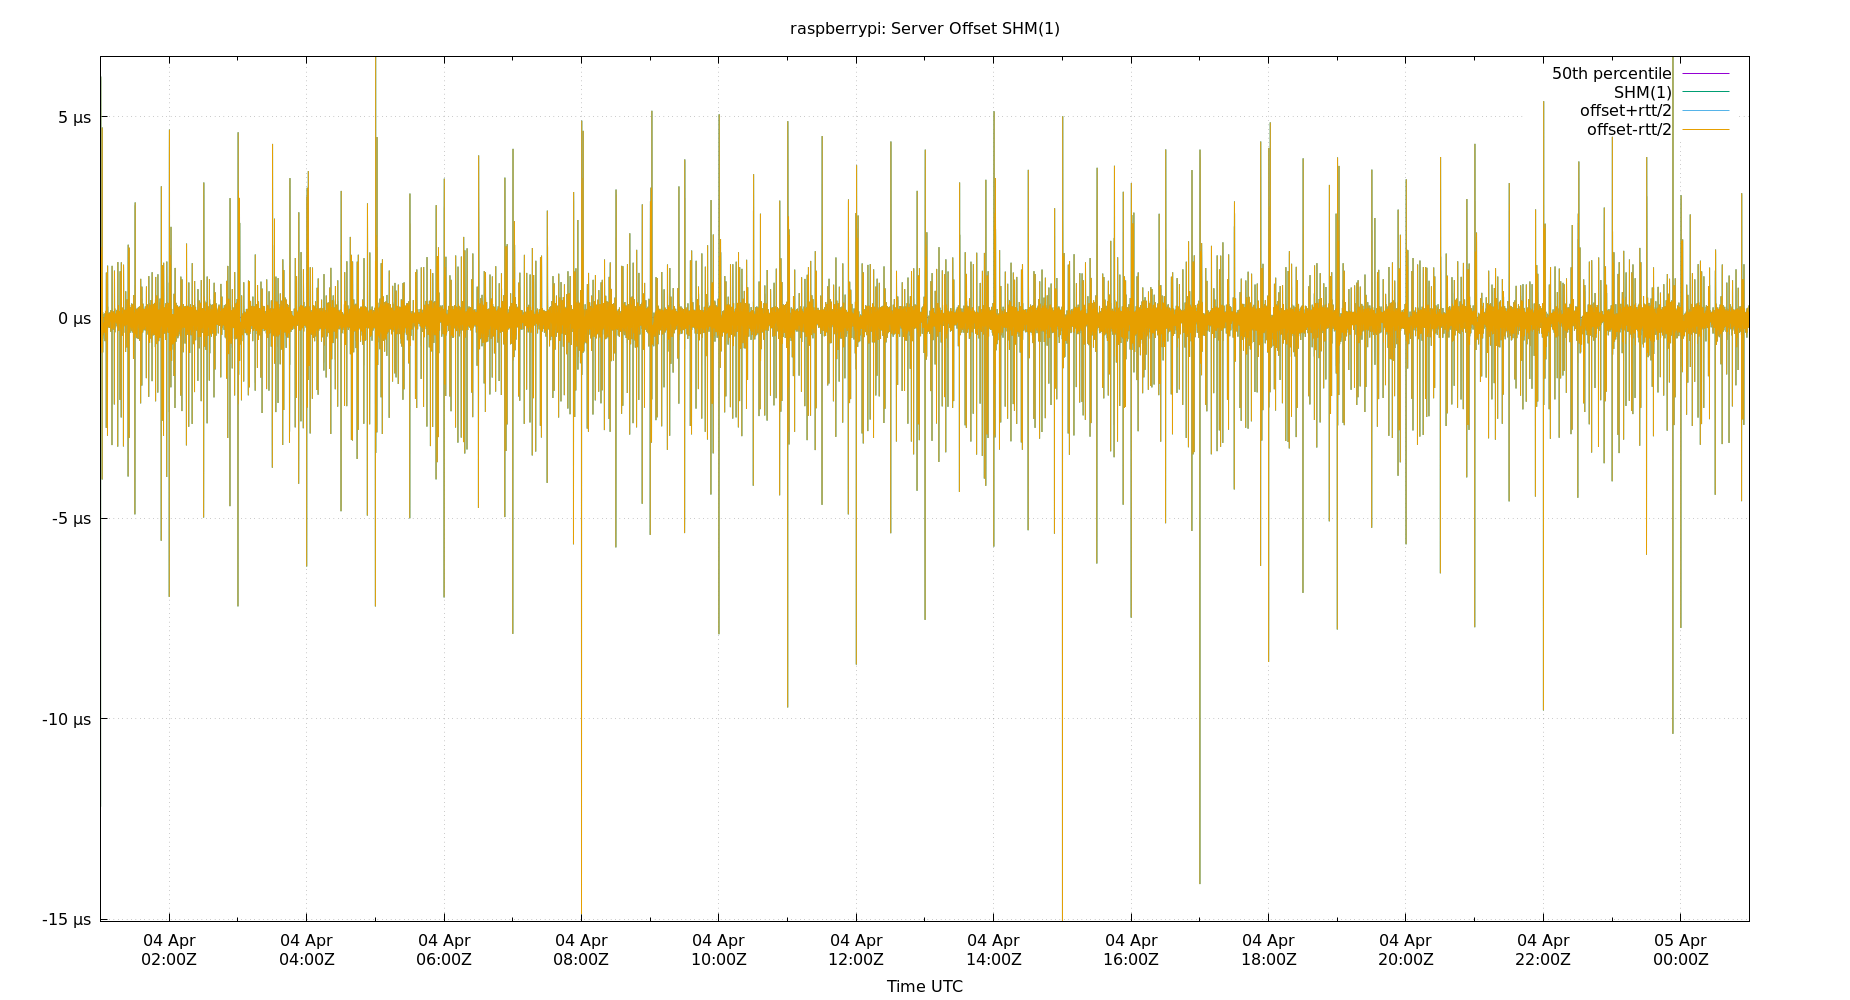 raspberrypi: Server Offset SHM(1)
50th percentile
SHM(1)
offset+rtt/2
offset-rtt/2
5 µs
0 µs
-5 µs
-10 µs
-15 µs
04 Apr 04 Apr 04 Apr 04 Apr 04 Apr 04 Apr 04 Apr 04 Apr 04 Apr 04 Apr 04 Apr 05 Apr
02:00Z 04:00Z 06:00Z 08:00Z 10:00Z 12:00Z 14:00Z 16:00Z 18:00Z 20:00Z 22:00Z 00:00Z
Time UTC